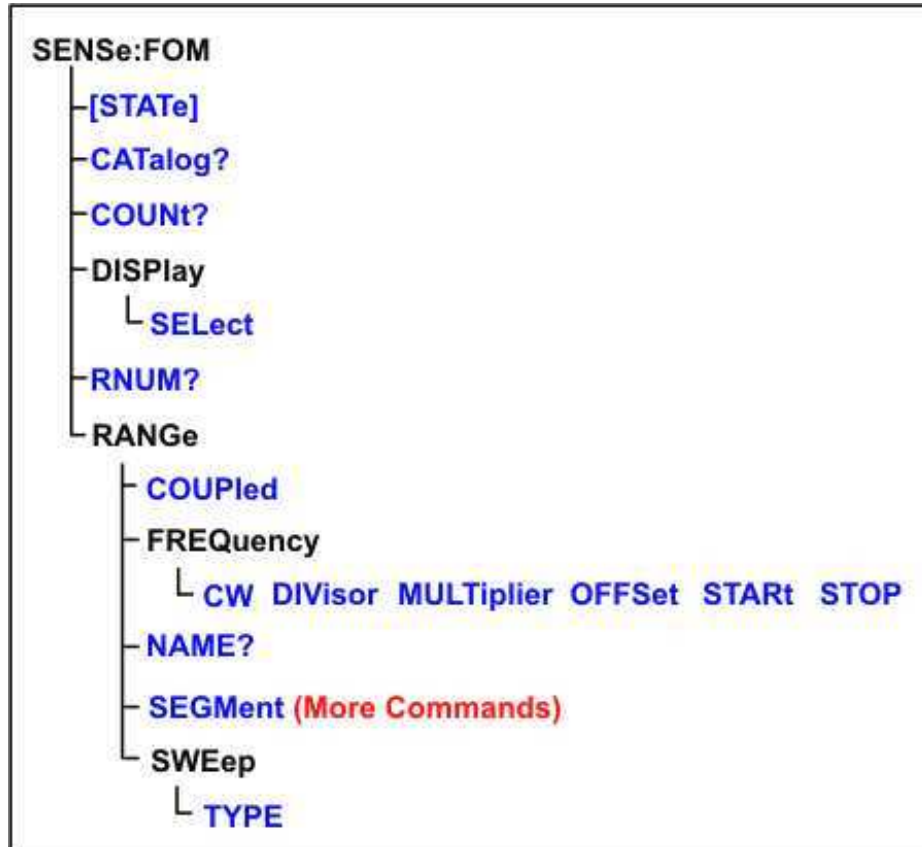 SENSe:FOM
[STATe]
CATalog?
COUNt?
DISPlay
SELect
RNUM?
RANGe
COUPled
FREQuency
CW DIVisor MULTiplier OFFSet STARt STOP
NAME?
SEGMent (More Commands)
SWEep
TYPE